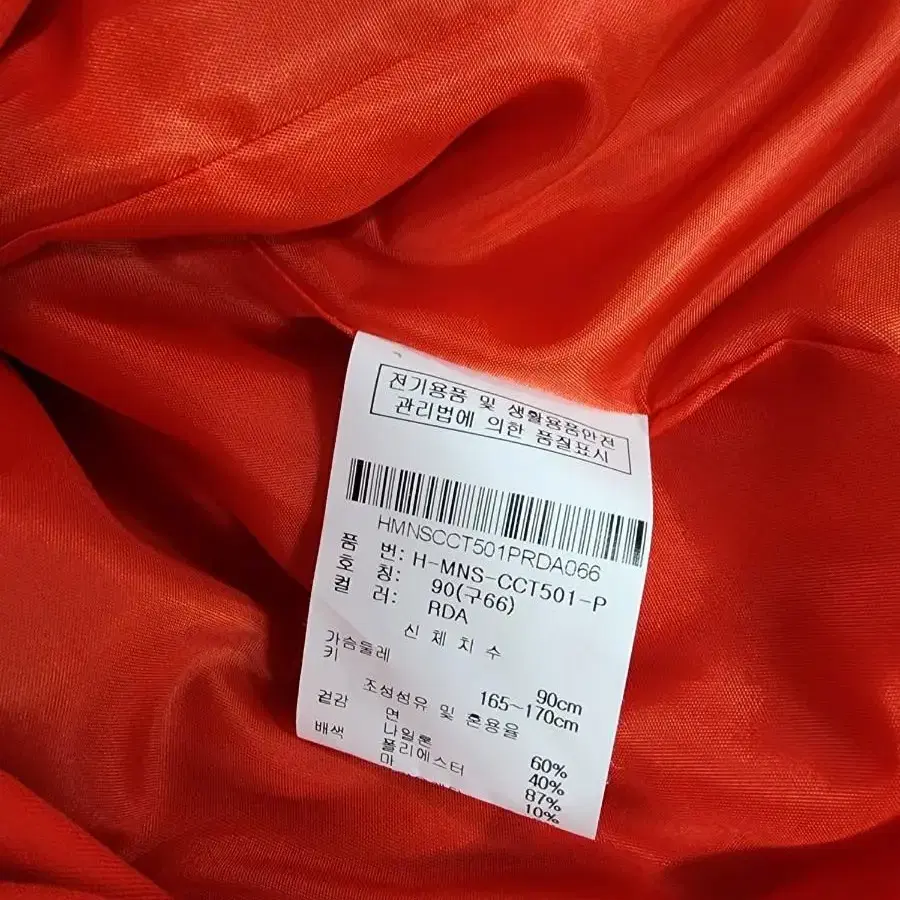 전기용품 및 생활용품안전
관리법에 의한 품질표시
HMNSCCT501PRDA066
품 번: H-MNS-CCT501-P
호 칭: 90(구66)
컬 러: RDA
신 체 치 수
가슴둘레 90cm
키 165~170cm
조성섬유 및 혼용율
겉감 면 60%
나일론 40%
배색 폴리에스터 87%
마 10%